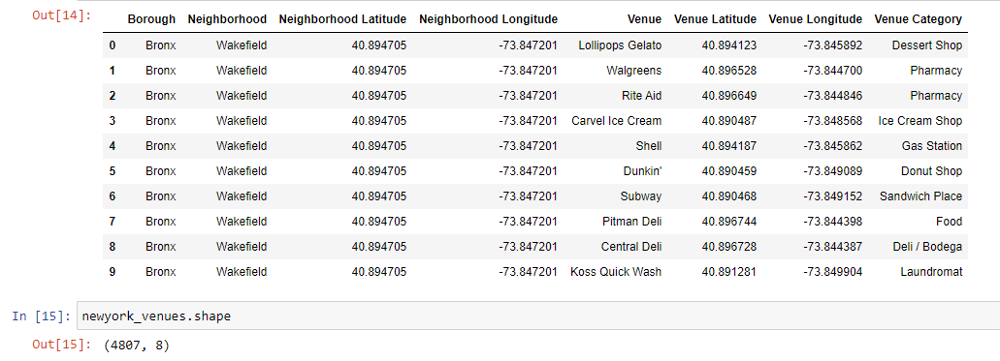 Out[14]:
Borough Neighborhood Neighborhood Latitude Neighborhood Longitude Venue Venue Latitude Venue Longitude Venue Category
0 Bronx Wakefield 40.894705 -73.847201 Lollipops Gelato 40.894123 -73.845892 Dessert Shop
1 Bronx Wakefield 40.894705 -73.847201 Walgreens 40.896528 -73.844700 Pharmacy
2 Bronx Wakefield 40.894705 -73.847201 Rite Aid 40.896649 -73.844846 Pharmacy
3 Bronx Wakefield 40.894705 -73.847201 Carvel Ice Cream 40.890487 -73.848568 Ice Cream Shop
4 Bronx Wakefield 40.894705 -73.847201 Shell 40.894187 -73.845862 Gas Station
5 Bronx Wakefield 40.894705 -73.847201 Dunkin' 40.890459 -73.849089 Donut Shop
6 Bronx Wakefield 40.894705 -73.847201 Subway 40.890468 -73.849152 Sandwich Place
7 Bronx Wakefield 40.894705 -73.847201 Pitman Deli 40.896744 -73.844398 Food
8 Bronx Wakefield 40.894705 -73.847201 Central Deli 40.896728 -73.844387 Deli / Bodega
9 Bronx Wakefield 40.894705 -73.847201 Koss Quick Wash 40.891281 -73.849904 Laundromat
In [15]: newyork_venues.shape
Out[15]: (4807, 8)